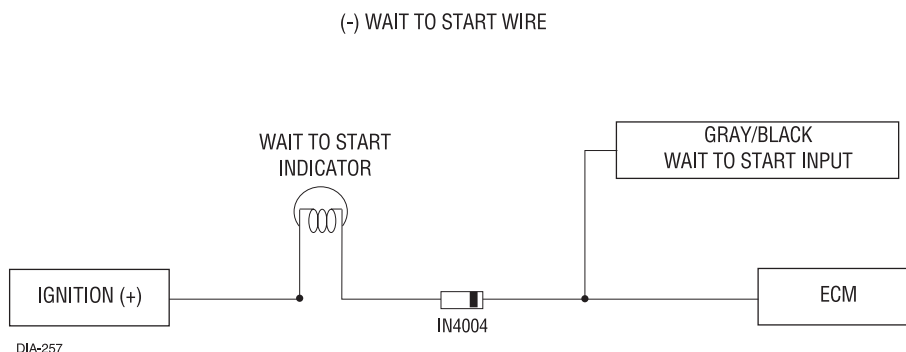 (-) WAIT TO START WIRE
WAIT TO START
INDICATOR
GRAY/BLACK
WAIT TO START INPUT
IGNITION (+)
IN4004
ECM
DIA-257